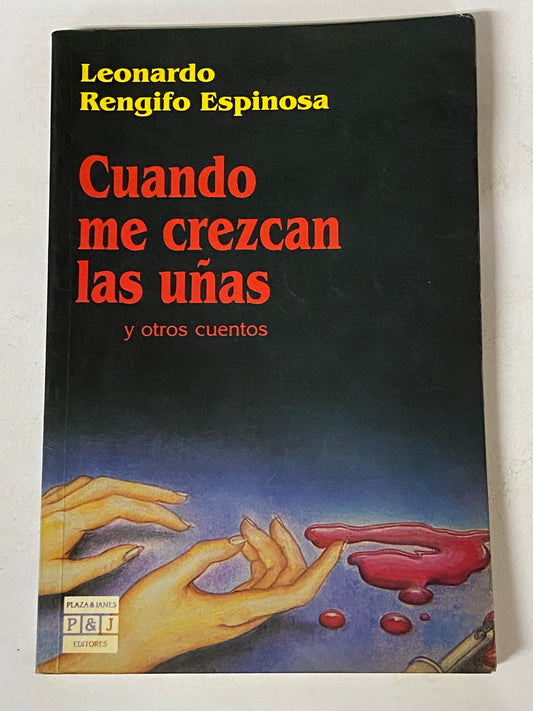 Leonardo
Rengifo Espinosa
Cuando
me crezcan
las uñas
y otros cuentos
PLAZA & JANES
P & J
EDITORES